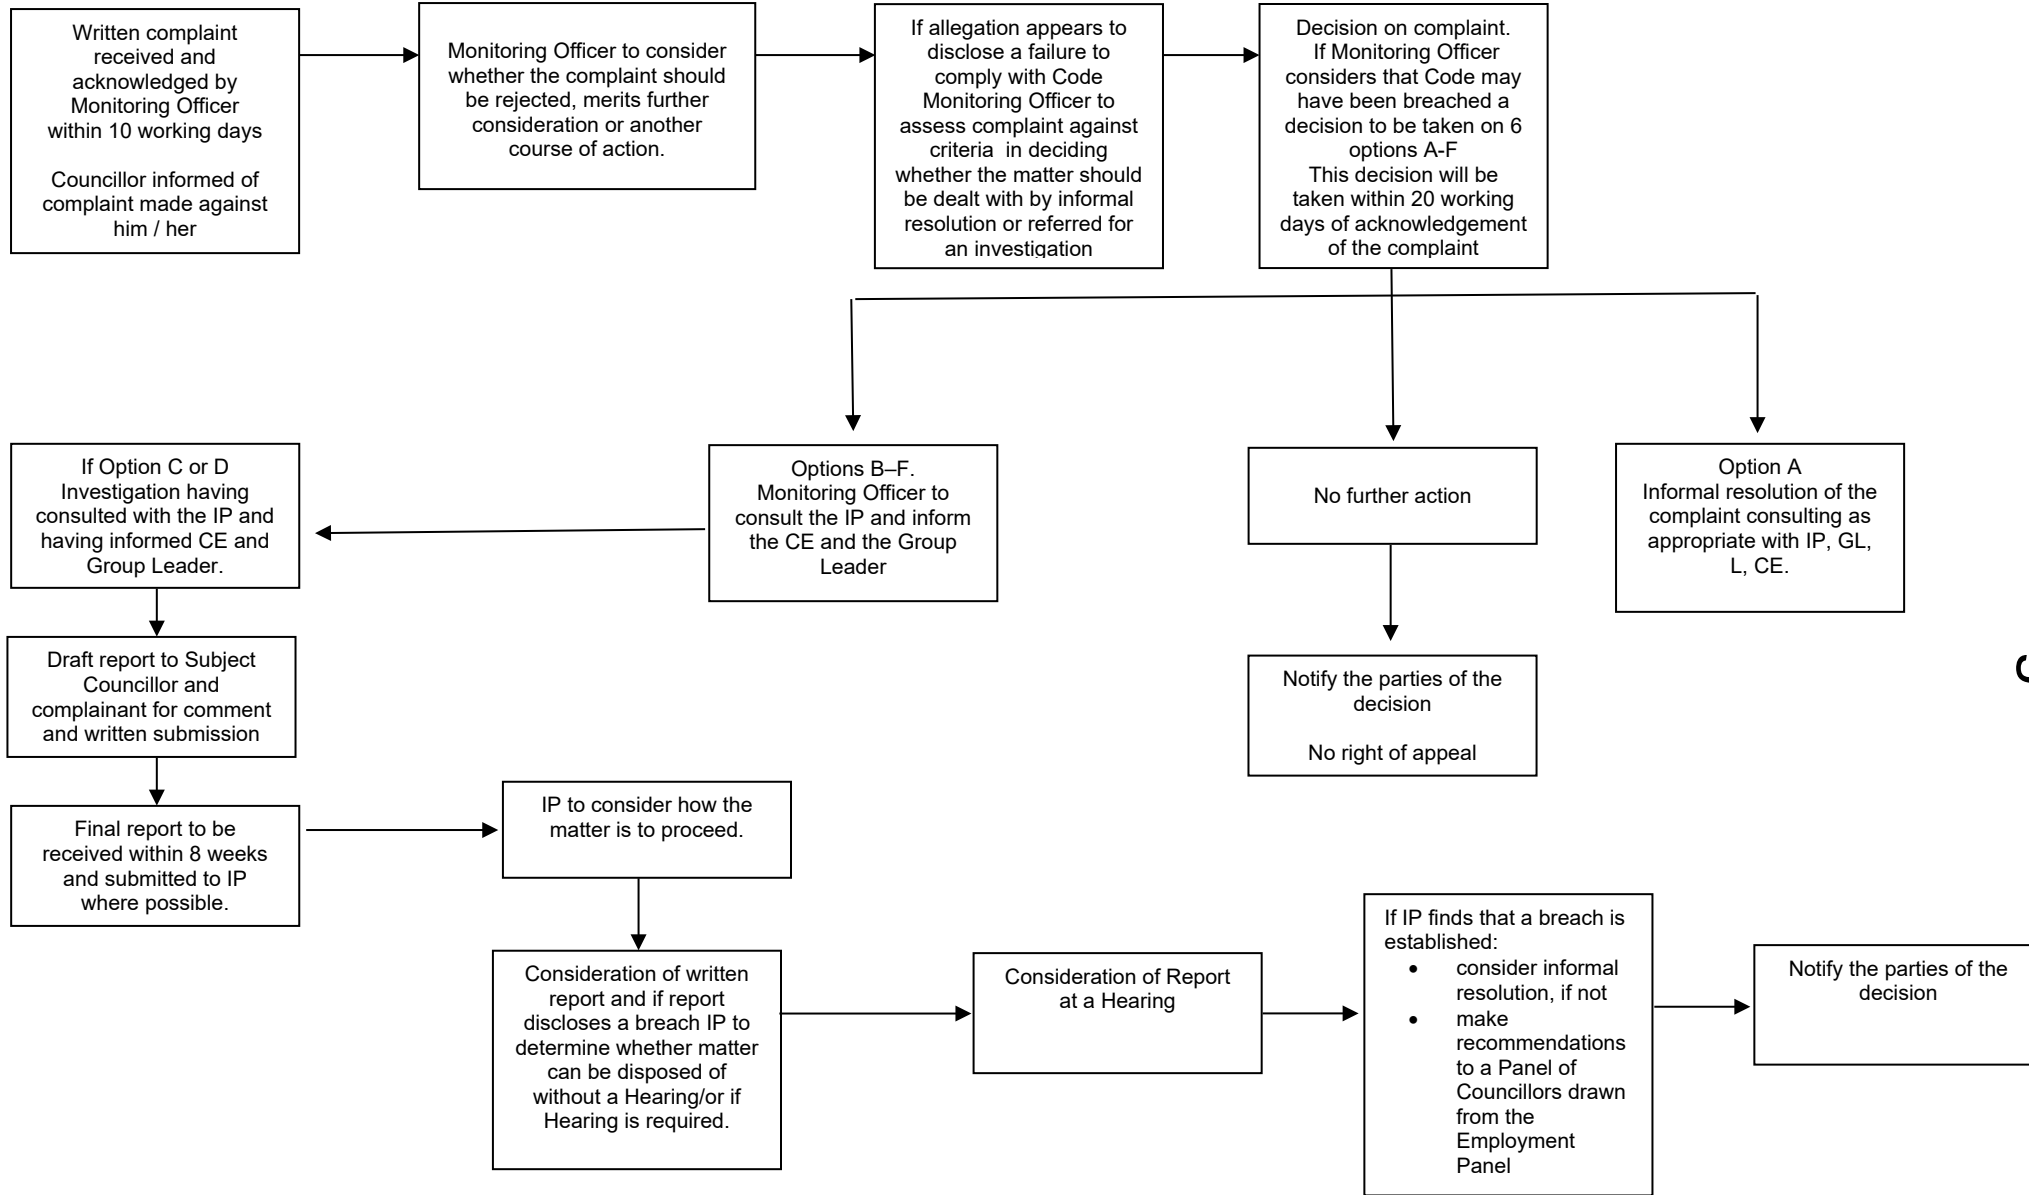 Written complaint
received and
acknowledged by
Monitoring Officer
within 10 working days
Councillor informed of
complaint made against
him / her
Monitoring Officer to consider
whether the complaint should
be rejected, merits further
consideration or another
course of action.
If allegation appears to
disclose a failure to
comply with Code
Monitoring Officer to
assess complaint against
criteria in deciding
whether the matter should
be dealt with by informal
resolution or referred for
an investigation
Decision on complaint.
If Monitoring Officer
considers that Code may
have been breached a
decision to be taken on 6
options A-F
This decision will be
taken within 20 working
days of acknowledgement
of the complaint
If Option C or D
Investigation having
consulted with the IP and
having informed CE and
Group Leader.
Options B–F.
Monitoring Officer to
consult the IP and inform
the CE and the Group
Leader
No further action
Option A
Informal resolution of the
complaint consulting as
appropriate with IP, GL,
L, CE.
Draft report to Subject
Councillor and
complainant for comment
and written submission
Notify the parties of the
decision
No right of appeal
Final report to be
received within 8 weeks
and submitted to IP
where possible.
IP to consider how the
matter is to proceed.
Consideration of written
report and if report
discloses a breach IP to
determine whether matter
can be disposed of
without a Hearing/or if
Hearing is required.
Consideration of Report
at a Hearing
If IP finds that a breach is
established:
• consider informal
resolution, if not
• make
recommendations
to a Panel of
Councillors drawn
from the
Employment
Panel
Notify the parties of the
decision